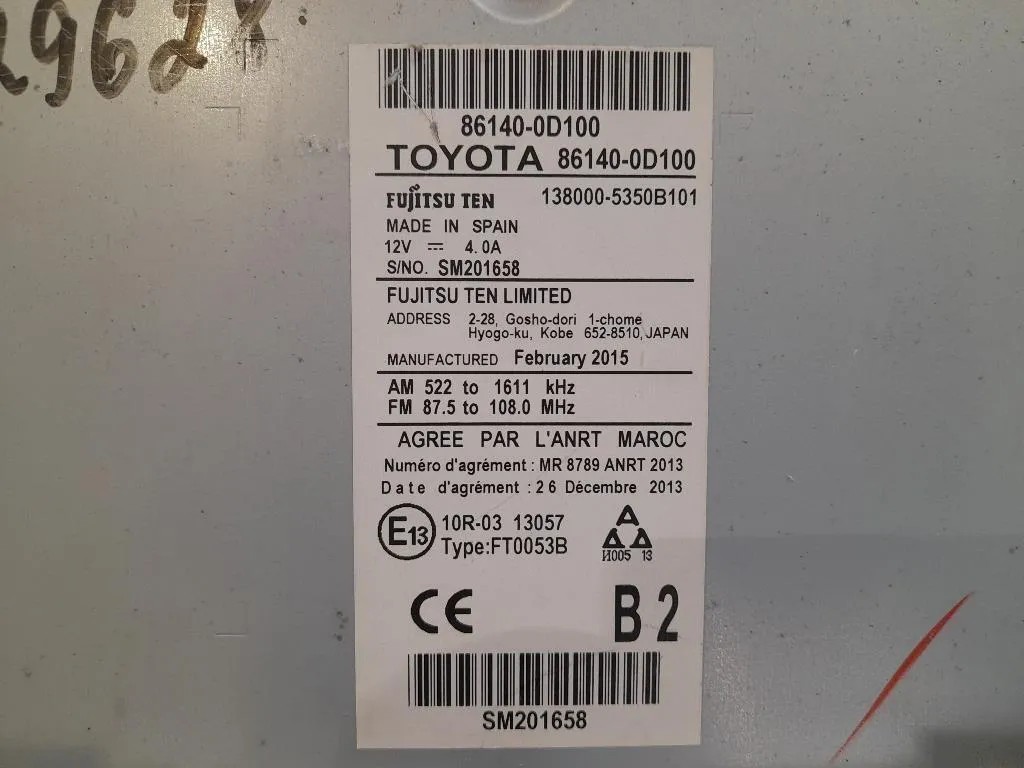 29628
86140-0D100
TOYOTA 86140-0D100
FUJITSU TEN 138000-5350B101
MADE IN SPAIN
12V ⎓ 4.0A
S/NO. SM201658
FUJITSU TEN LIMITED
ADDRESS 2-28, Gosho-dori 1-chome
Hyogo-ku, Kobe 652-8510, JAPAN
MANUFACTURED February 2015
AM 522 to 1611 kHz
FM 87.5 to 108.0 MHz
AGREE PAR L'ANRT MAROC
Numéro d'agrément : MR 8789 ANRT 2013
Date d'agrément : 26 Décembre 2013
E13 10R-03 13057
Type:FT0053B
И005 13
CE B2
SM201658